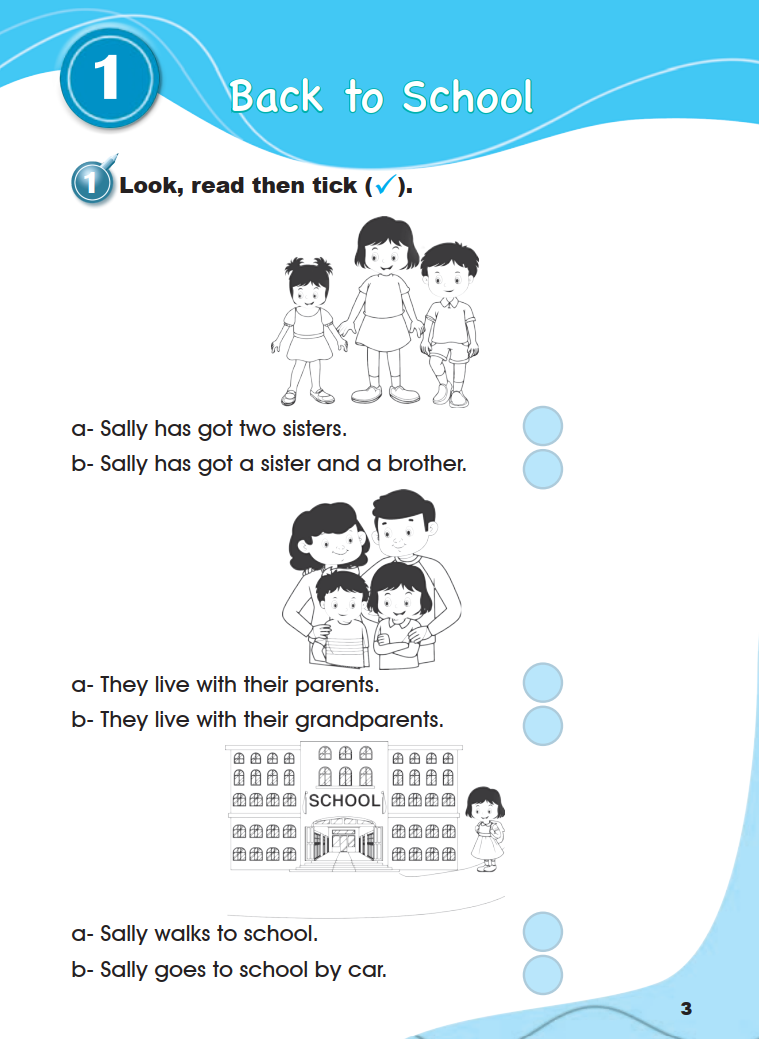 1
Back to School
1 Look, read then tick (✓).
a- Sally has got two sisters.
b- Sally has got a sister and a brother.
a- They live with their parents.
b- They live with their grandparents.
SCHOOL
a- Sally walks to school.
b- Sally goes to school by car.
3